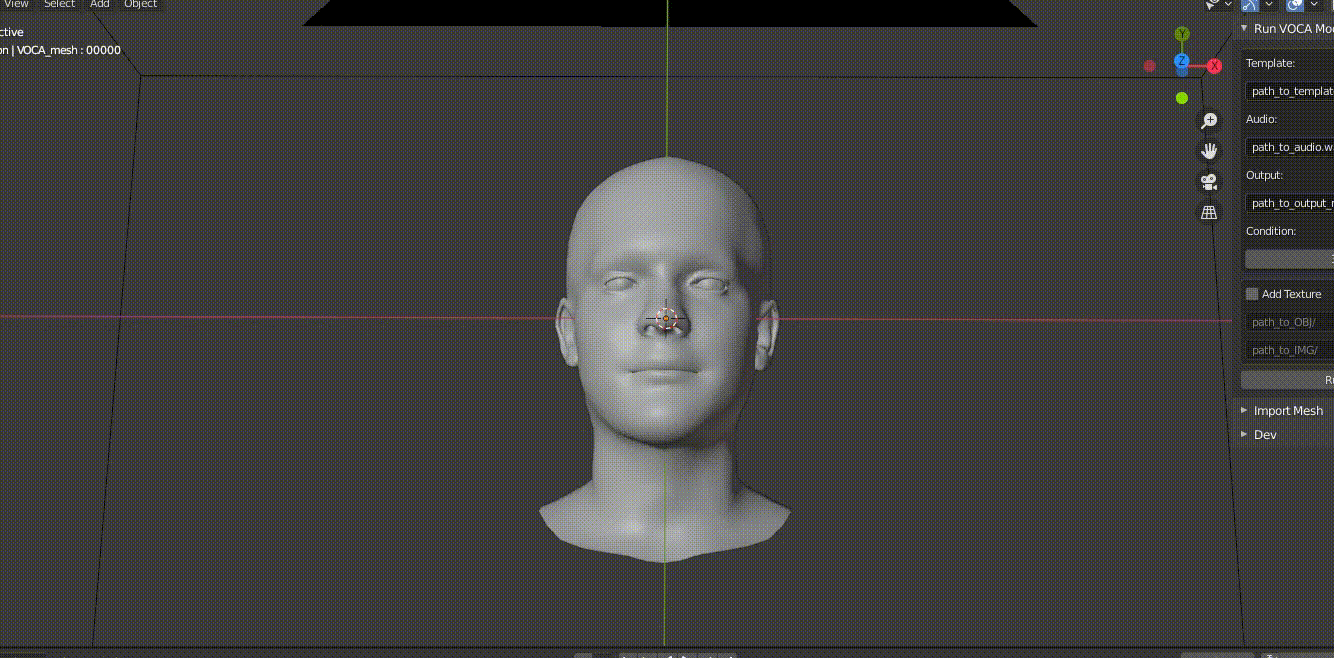 View Select Add Object
ctive
on | VOCA_mesh : 00000
Y
Z
X
Run VOCA Mo
Template:
path_to_templat
Audio:
path_to_audio.w
Output:
path_to_output_
Condition:
Add Texture
path_to_OBJ/
path_to_IMG/
R
Import Mesh
Dev